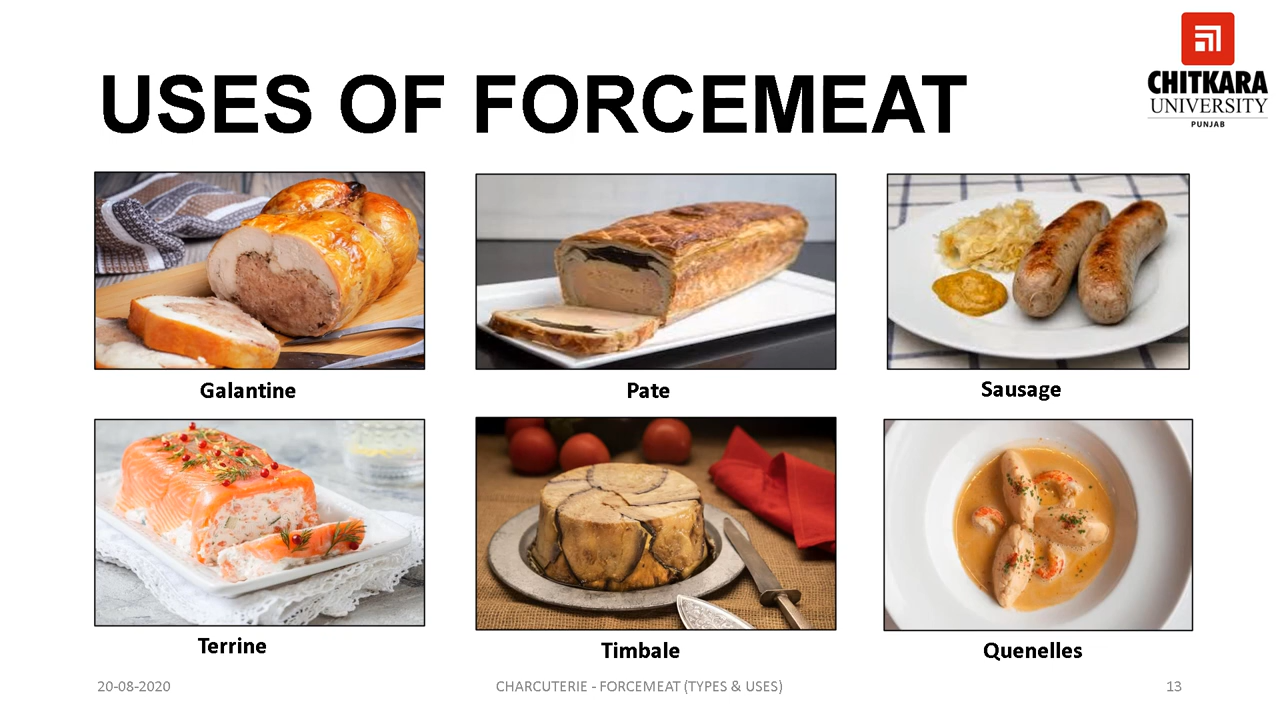 USES OF FORCEMEAT
CHITKARA
UNIVERSITY
PUNJAB
Galantine
Pate
Sausage
Terrine
Timbale
Quenelles
20-08-2020
CHARCUTERIE - FORCEMEAT (TYPES & USES)
13